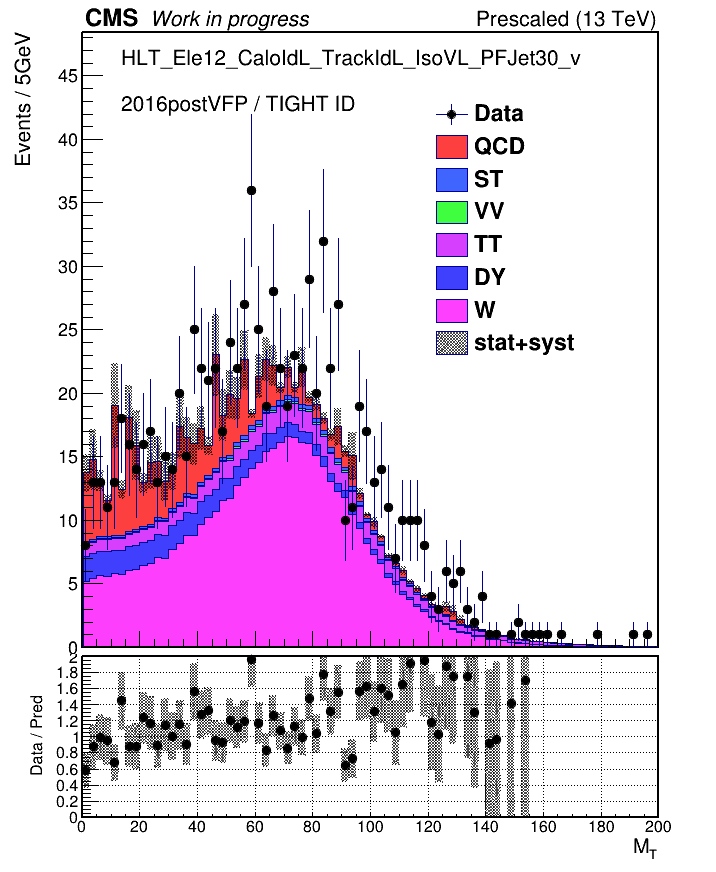 CMS Work in progress Prescaled (13 TeV)
Events / 5GeV
HLT_Ele12_CaloIdL_TrackIdL_IsoVL_PFJet30_v
2016postVFP / TIGHT ID
Data
QCD
ST
VV
TT
DY
W
stat+syst
45
40
35
30
25
20
15
10
5
0
Data / Pred
2
1.8
1.6
1.4
1.2
1
0.8
0.6
0.4
0.2
0
0 20 40 60 80 100 120 140 160 180 200
M_T